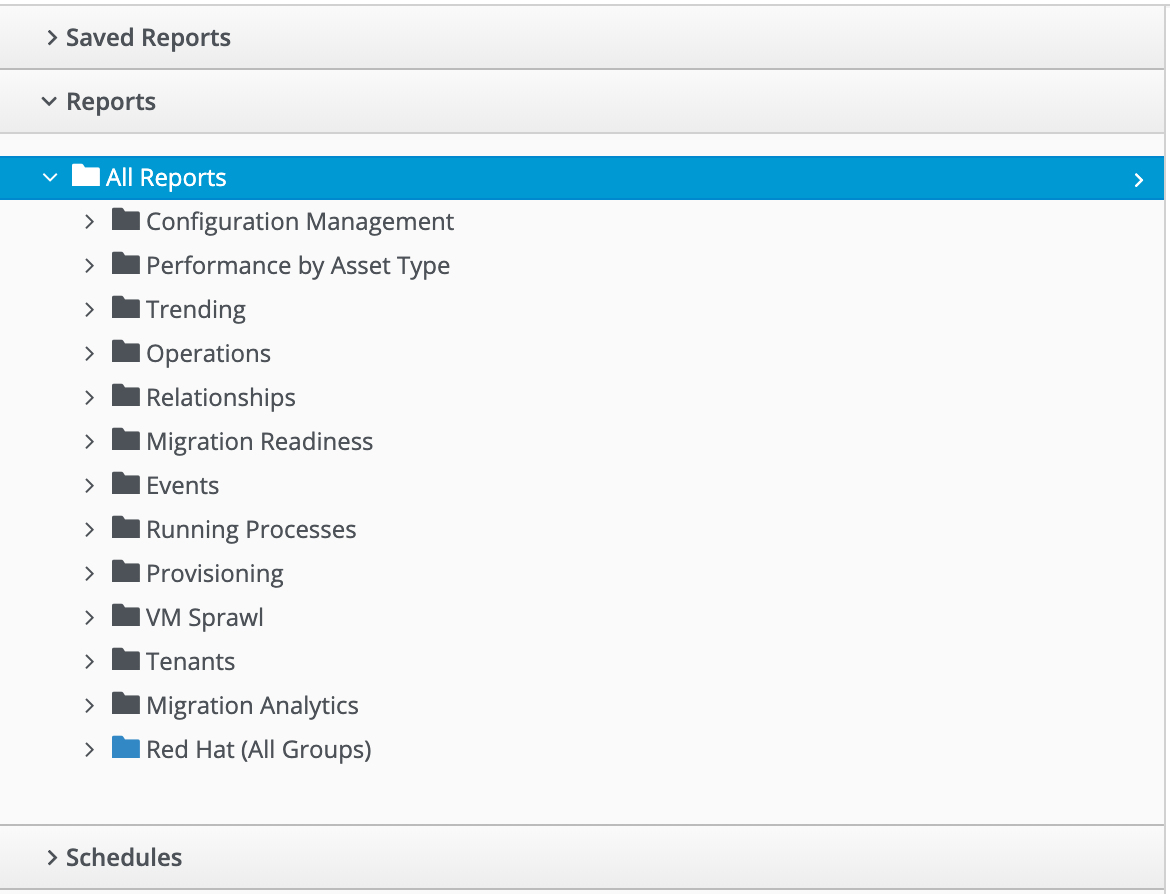 Saved Reports
Reports
All Reports
Configuration Management
Performance by Asset Type
Trending
Operations
Relationships
Migration Readiness
Events
Running Processes
Provisioning
VM Sprawl
Tenants
Migration Analytics
Red Hat (All Groups)
Schedules